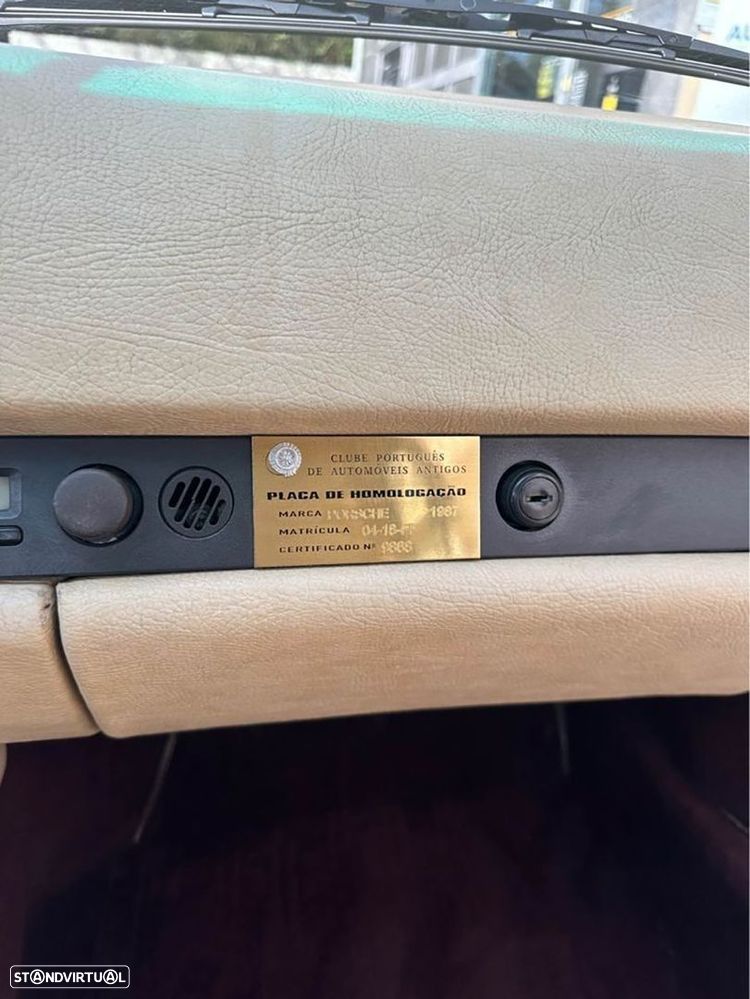 CLUBE PORTUGUÊS
DE AUTOMÓVEIS ANTIGOS
PLACA DE HOMOLOGAÇÃO
MARCA PORSCHE 1987
MATRÍCULA
CERTIFICADO Nº
STANDVIRTUAL